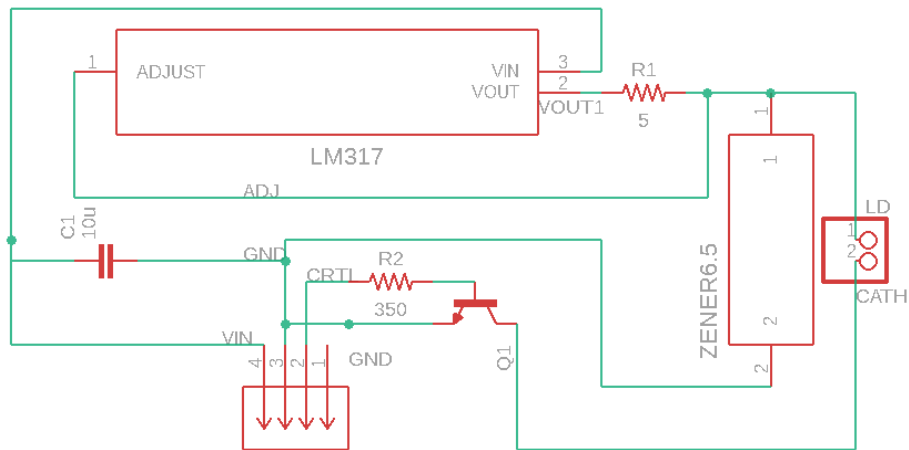 1
ADJUST
VIN
3
VOUT
2
VOUT1
R1
5
LM317
ADJ
C1
10u
GND
CRTL
R2
350
VIN
4
3
2
1
GND
Q1
1
1
ZENER6.5
2
2
LD
1
2
CATH